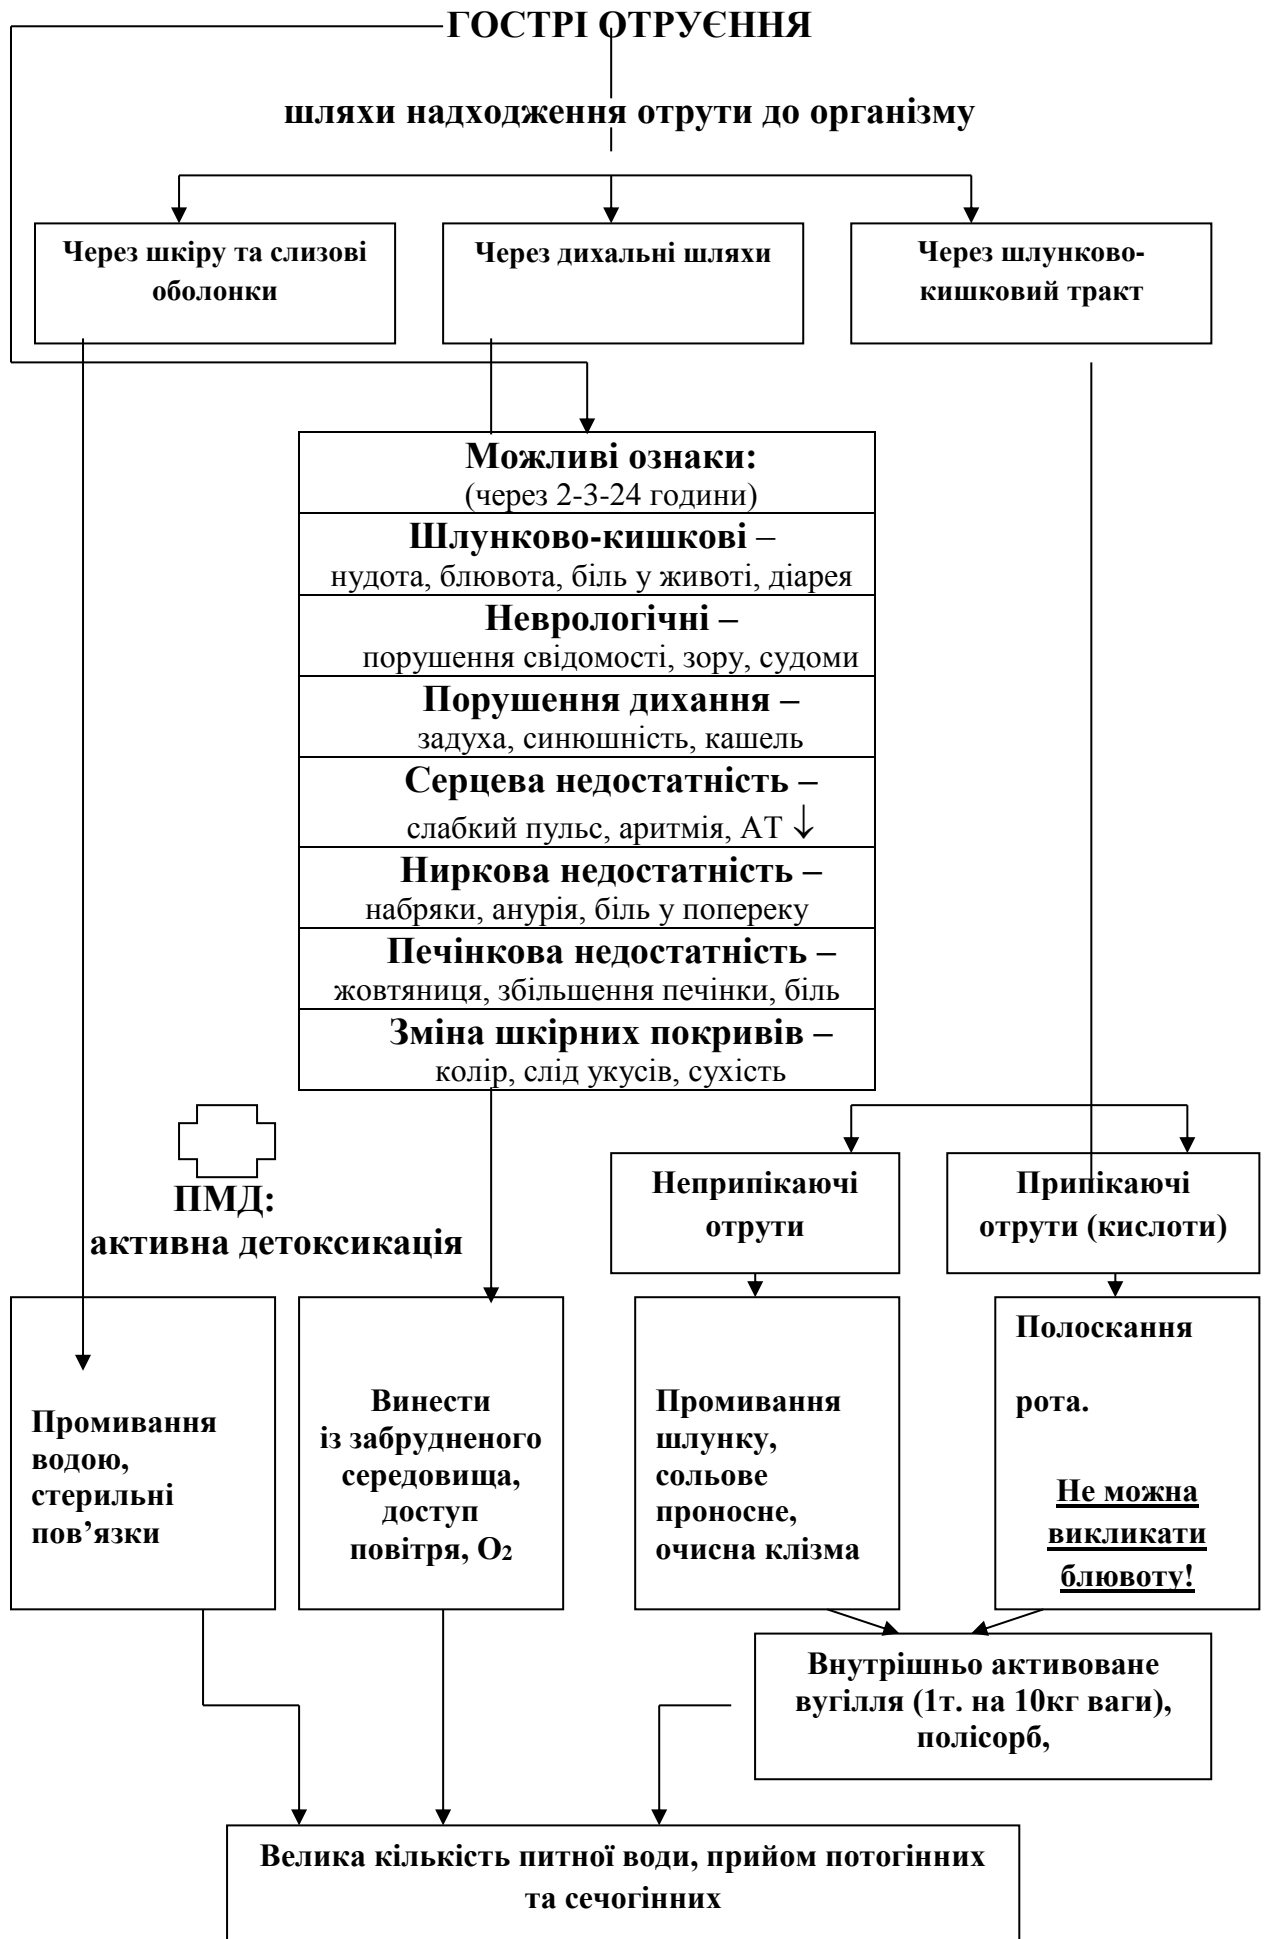 ГОСТРІ ОТРУЄННЯ
шляхи надходження отрути до організму
Через шкіру та слизові
оболонки
Через дихальні шляхи
Через шлунково-
кишковий тракт
Можливі ознаки:
(через 2-3-24 години)
Шлунково-кишкові –
нудота, блювота, біль у животі, діарея
Неврологічні –
порушення свідомості, зору, судоми
Порушення дихання –
задуха, синюшність, кашель
Серцева недостатність –
слабкий пульс, аритмія, АТ ↓
Ниркова недостатність –
набряки, анурія, біль у попереку
Печінкова недостатність –
жовтяниця, збільшення печінки, біль
Зміна шкірних покривів –
колір, слід укусів, сухість
ПМД:
активна детоксикація
Неприпікаючі
отрути
Припікаючі
отрути (кислоти)
Промивання
водою,
стерильні
пов’язки
Винести
із забрудненого
середовища,
доступ
повітря, О2
Промивання
шлунку,
сольове
проносне,
очисна клізма
Полоскання
рота.
Не можна
викликати
блювоту!
Внутрішньо активоване
вугілля (1т. на 10кг ваги),
полісорб,
Велика кількість питної води, прийом потогінних
та сечогінних